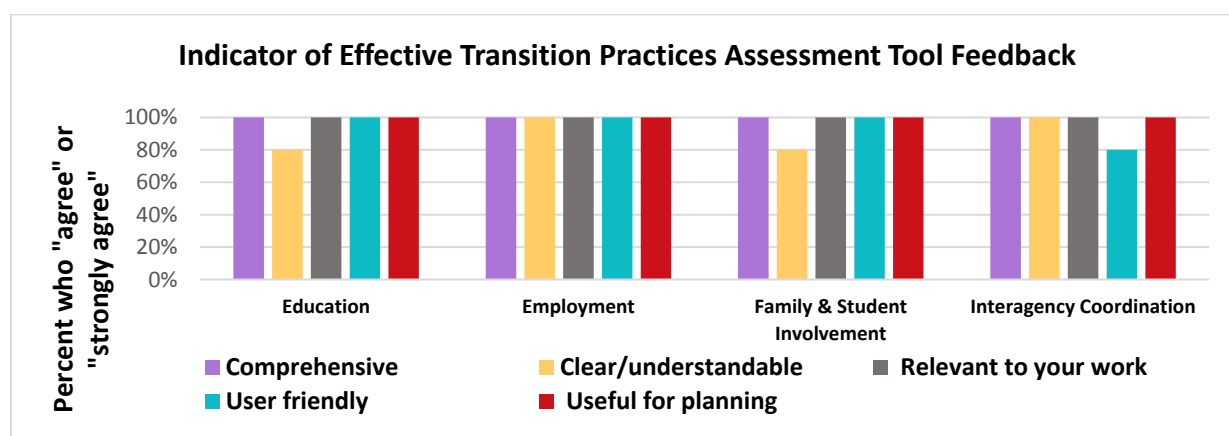 Indicator of Effective Transition Practices Assessment Tool Feedback
Percent who "agree" or
"strongly agree"
100%
80%
60%
40%
20%
0%
Education
Employment
Family & Student
Involvement
Interagency Coordination
Comprehensive
Clear/understandable
Relevant to your work
User friendly
Useful for planning